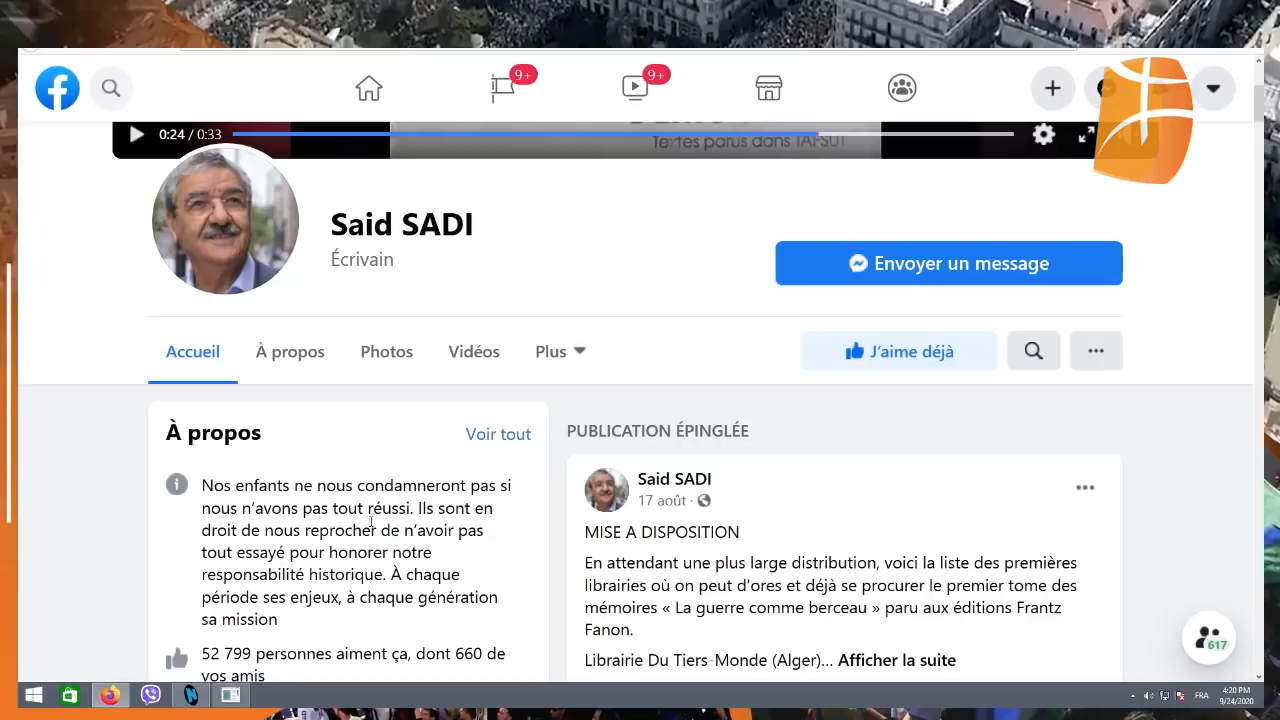 9+
9+
0:24 / 0:33
Textes parus dans TAFSUT
Said SADI
Écrivain
Envoyer un message
Accueil
À propos
Photos
Vidéos
Plus
J’aime déjà
À propos
Voir tout
Nos enfants ne nous condamneront pas si
nous n’avons pas tout réussi. Ils sont en
droit de nous reprocher de n’avoir pas
tout essayé pour honorer notre
responsabilité historique. À chaque
période ses enjeux, à chaque génération
sa mission
52 799 personnes aiment ça, dont 660 de
vos amis
PUBLICATION ÉPINGLÉE
Said SADI
17 août ·
MISE A DISPOSITION
En attendant une plus large distribution, voici la liste des premières
librairies où on peut d’ores et déjà se procurer le premier tome des
mémoires « La guerre comme berceau » paru aux éditions Frantz
Fanon.
Librairie Du Tiers-Monde (Alger)... Afficher la suite
617
FRA
4:20 PM
9/24/2020